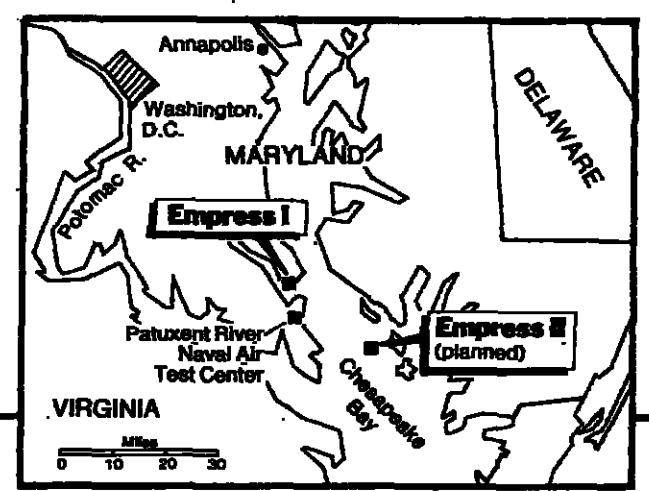 Annapolis
Washington,
D.C.
MARYLAND
DELAWARE
Potomac R.
Empress I
Patuxent River
Naval Air
Test Center
Empress II
(planned)
Chesapeake
Bay
VIRGINIA
Miles
0 10 20 30